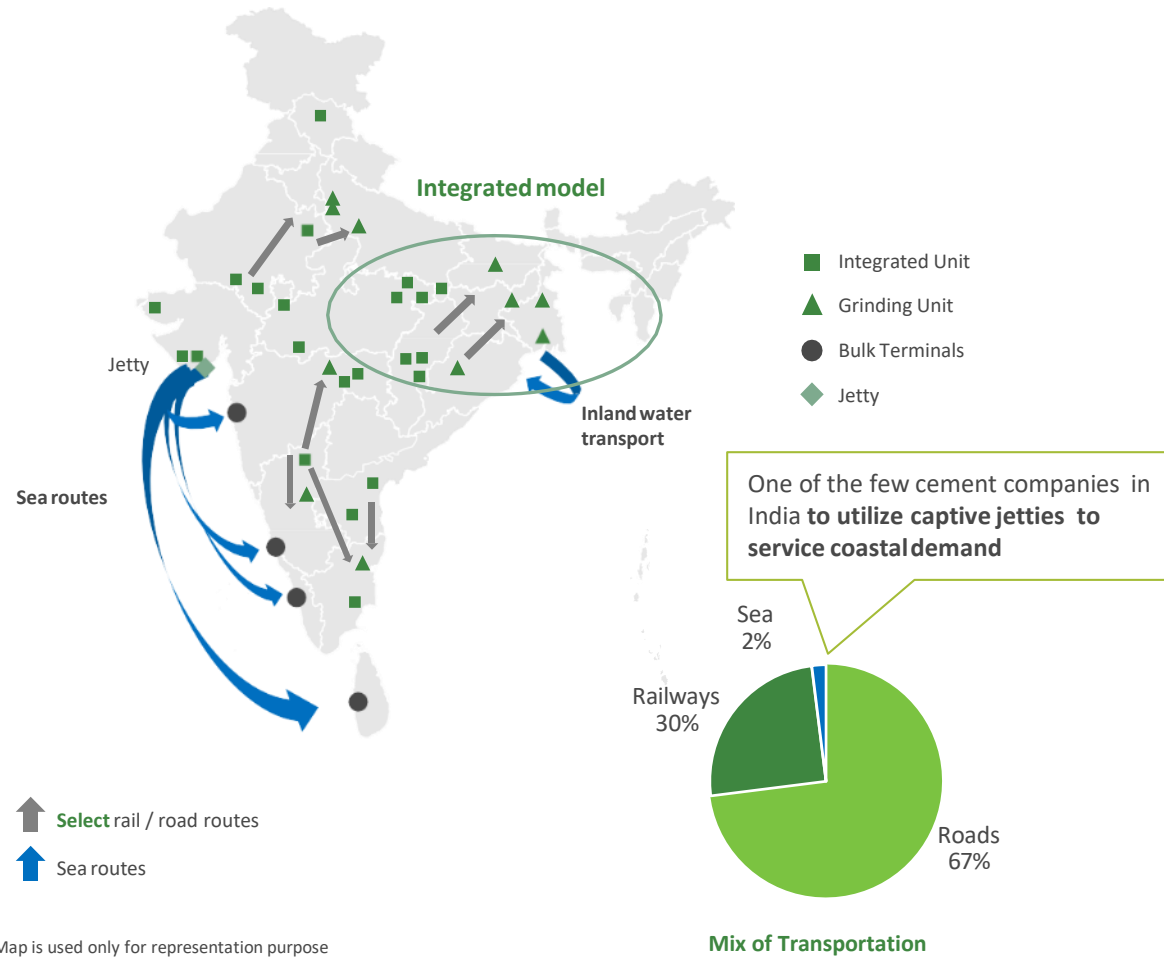 Integrated model
Integrated Unit
Grinding Unit
Bulk Terminals
Jetty
Jetty
Inland water
transport
Sea routes
One of the few cement companies in
India to utilize captive jetties to
service coastal demand
Sea
2%
Railways
30%
Roads
67%
Select rail / road routes
Sea routes
Map is used only for representation purpose
Mix of Transportation